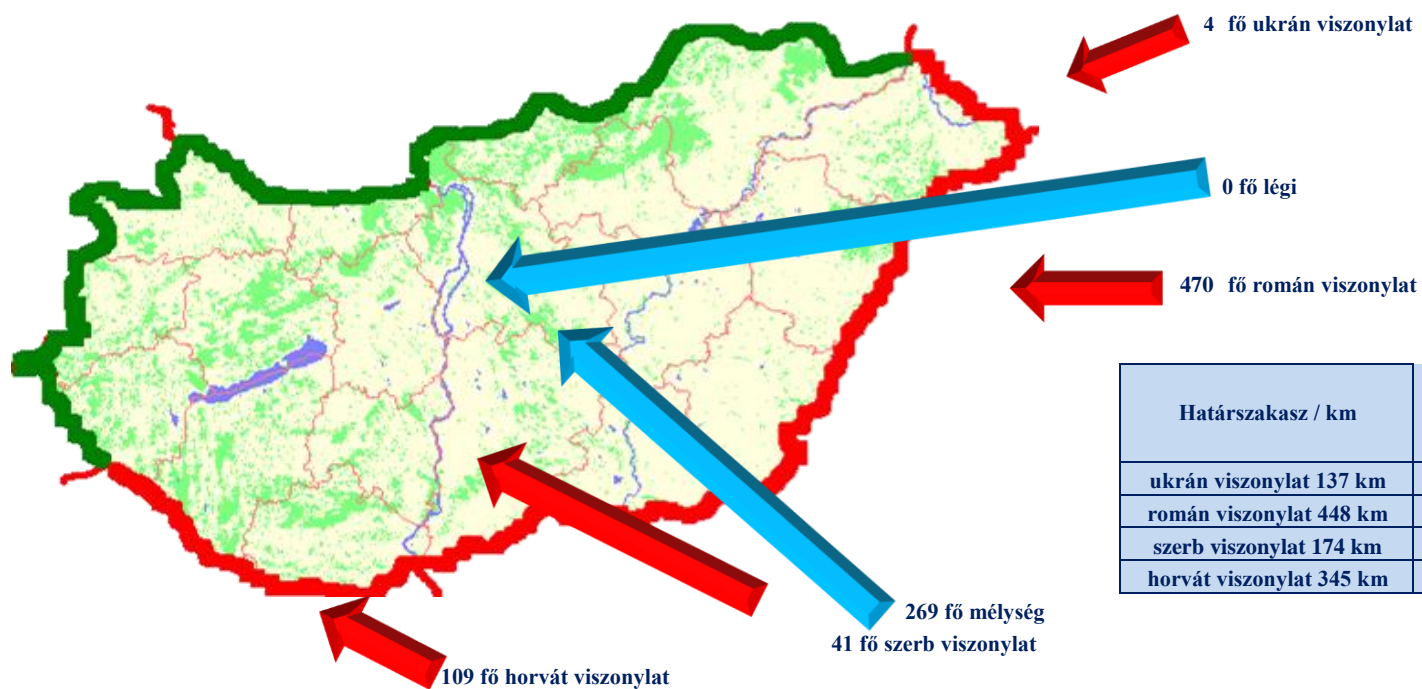 4 fő ukrán viszonylat
0 fő légi
470 fő román viszonylat
Határszakasz / km
ukrán viszonylat 137 km
román viszonylat 448 km
szerb viszonylat 174 km
horvát viszonylat 345 km
269 fő mélység
41 fő szerb viszonylat
109 fő horvát viszonylat